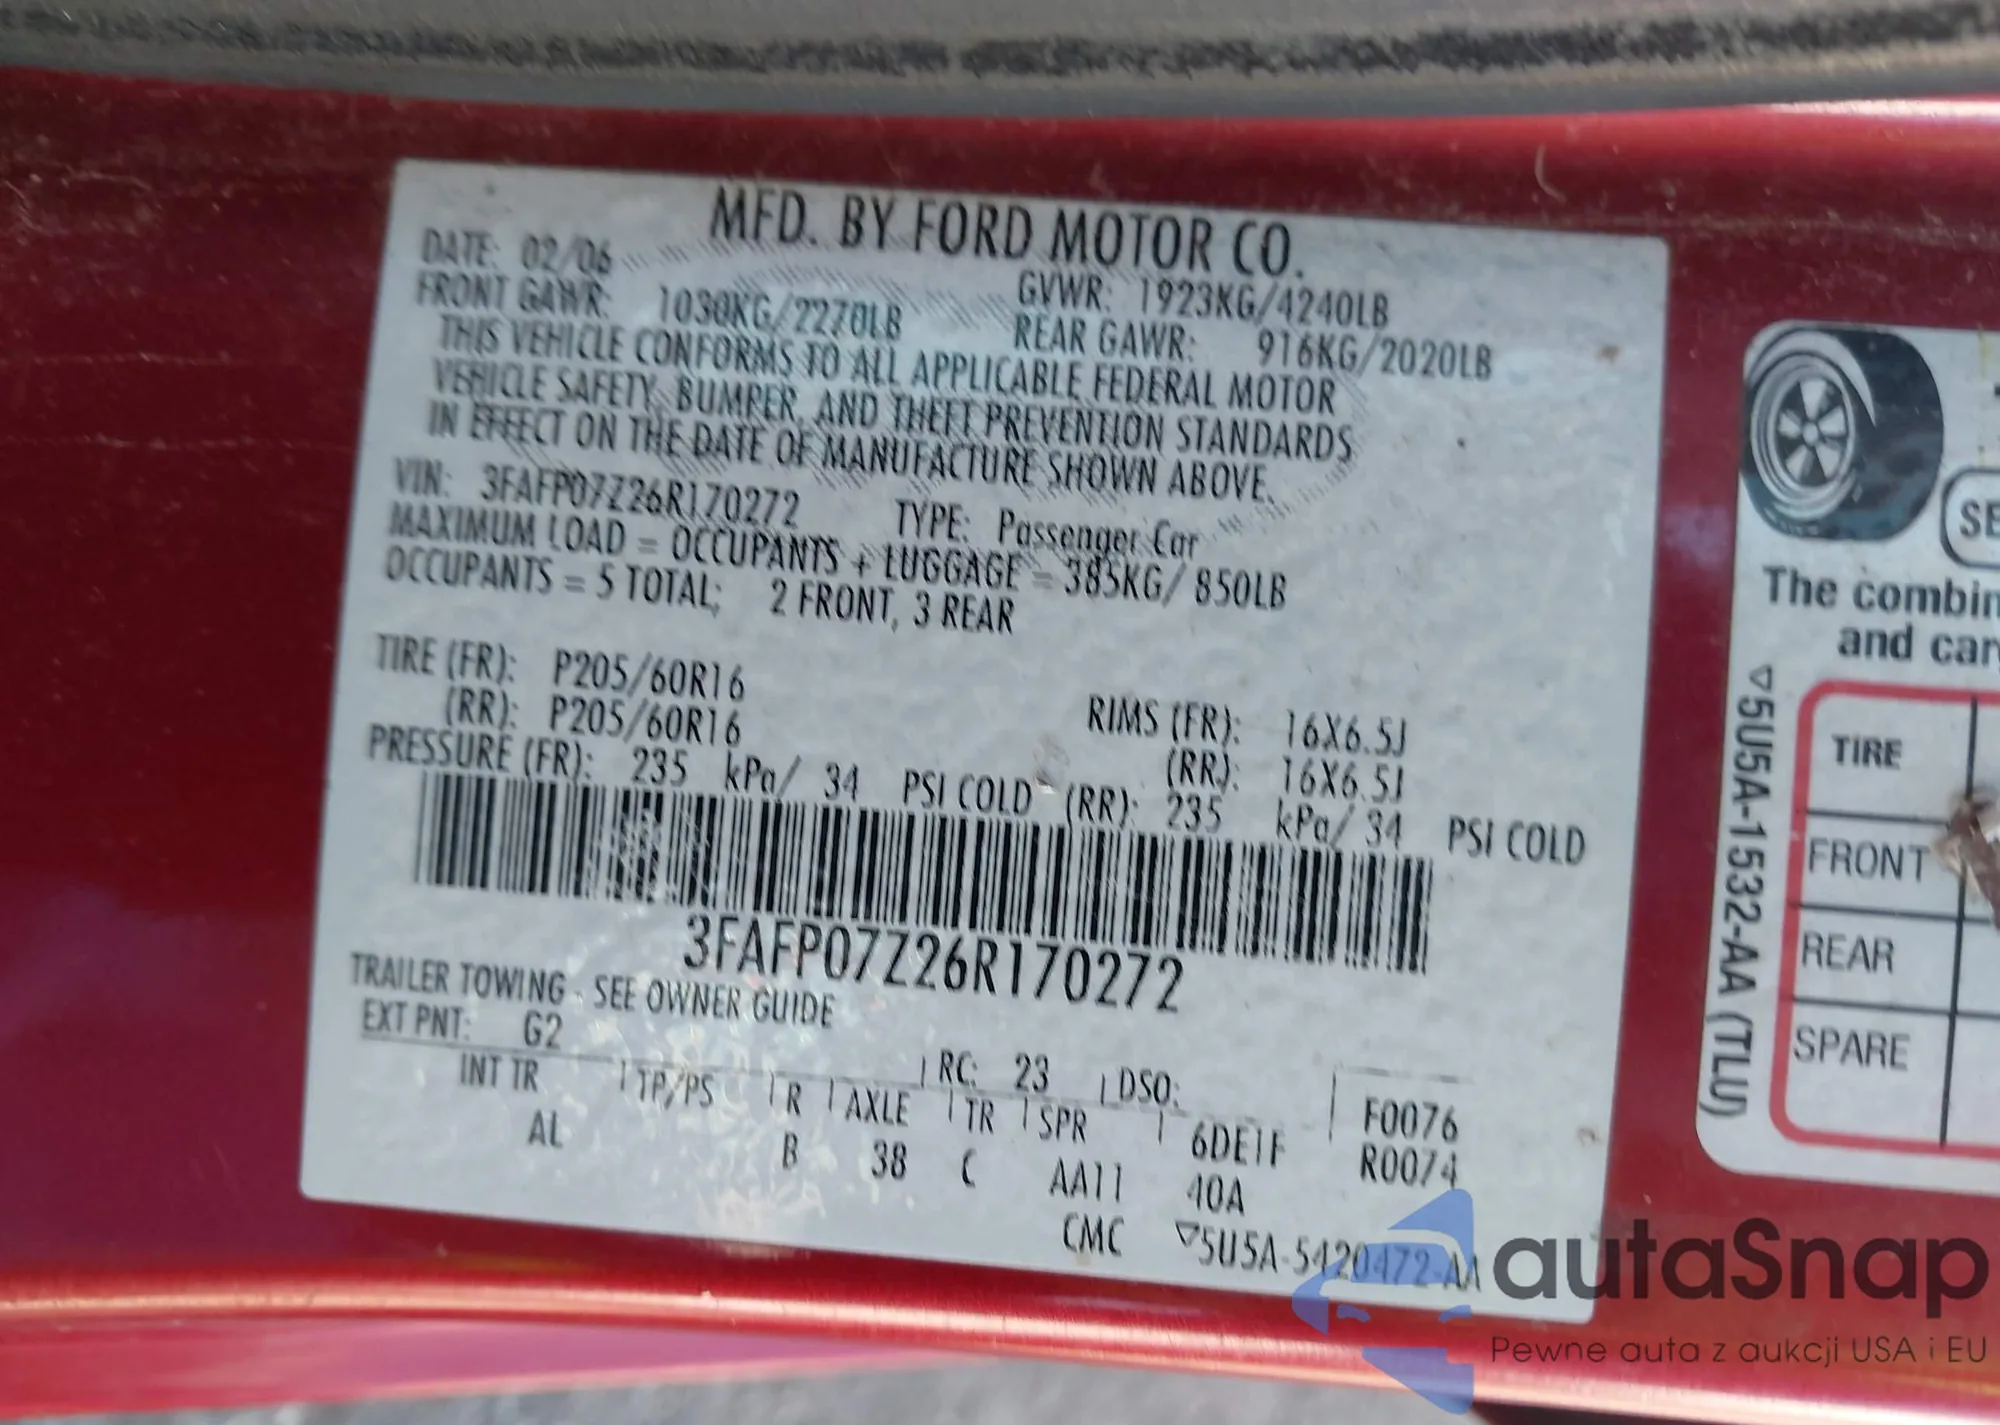 MFD. BY FORD MOTOR CO.
DATE: 02/06 GVWR: 1923KG/4240LB
FRONT GAWR: 1030KG/2270LB REAR GAWR: 916KG/2020LB
THIS VEHICLE CONFORMS TO ALL APPLICABLE FEDERAL MOTOR
VEHICLE SAFETY, BUMPER, AND THEFT PREVENTION STANDARDS
IN EFFECT ON THE DATE OF MANUFACTURE SHOWN ABOVE.
VIN: 3FAFP07Z26R170272 TYPE: Passenger Car
MAXIMUM LOAD = OCCUPANTS + LUGGAGE = 385KG/ 850LB
OCCUPANTS = 5 TOTAL; 2 FRONT, 3 REAR
TIRE (FR): P205/60R16 RIMS (FR): 16X6.5J
(RR): P205/60R16 (RR): 16X6.5J
PRESSURE (FR): 235 kPa/ 34 PSI COLD (RR): 235 kPa/ 34 PSI COLD
3FAFP07Z26R170272
TRAILER TOWING - SEE OWNER GUIDE
EXT PNT: G2 RC: 23 DSO: F0076
INT TR TP/PS R AXLE TR SPR 6DE1F R0074
AL B 38 C AA11 40A
CMC ▽5U5A-5420472-AA
SE
The combin
and car
▽5U5A-1532-AA (TLU)
TIRE
FRONT
REAR
SPARE
autaSnap
Pewne auta z aukcji USA i EU